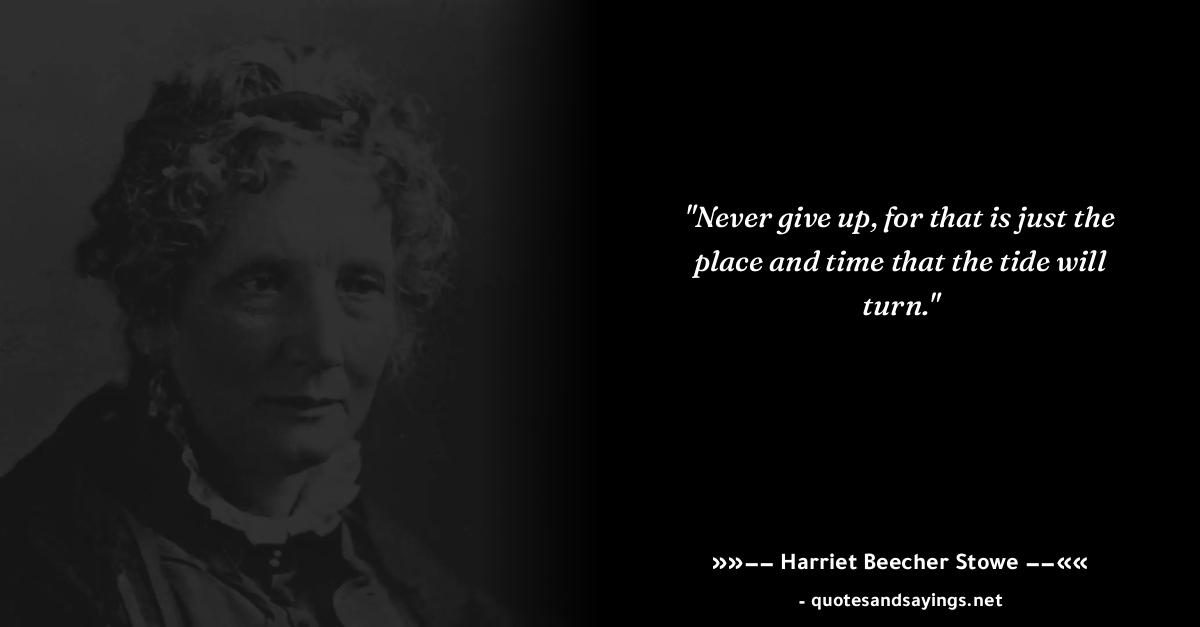 "Never give up, for that is just the
place and time that the tide will
turn."
»»−− Harriet Beecher Stowe −−««
- quotesandsayings.net